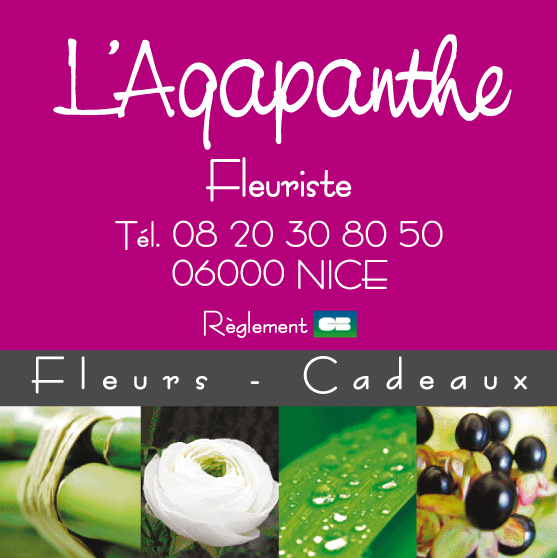 L'Agapanthe
Fleuriste
Tél. 08 20 30 80 50
06000 NICE
Règlement CB
Fleurs - Cadeaux